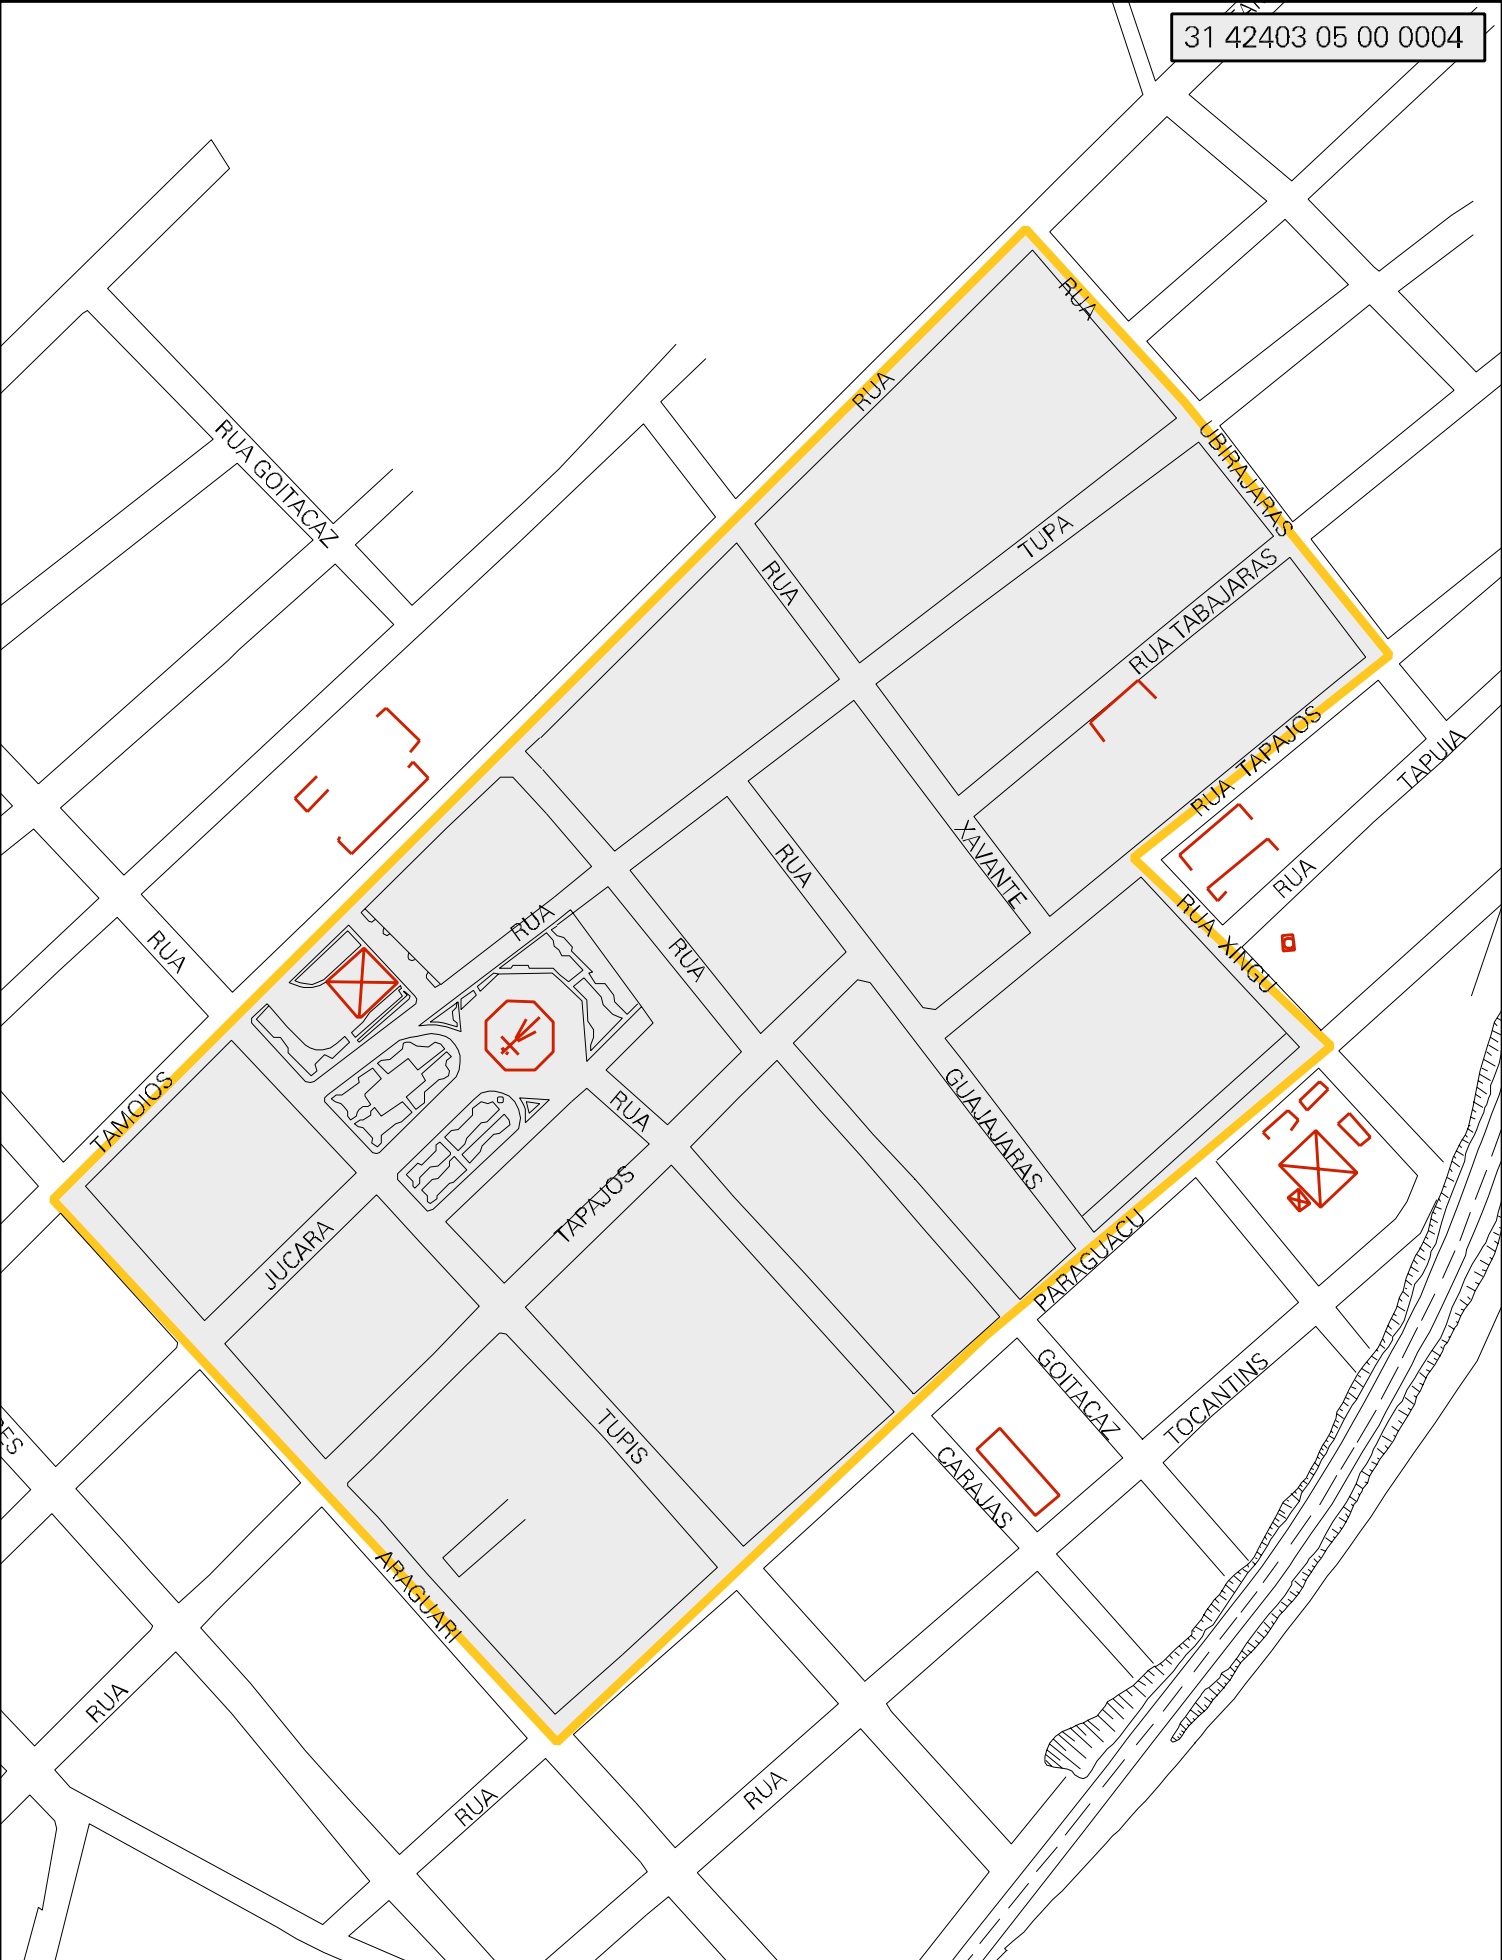 31 42403 05 00 0004
RUA
RUA
RUA GOITACAZ
UBIRAJARAS
TUPA
RUA
RUA TABAJARAS
RUA TAPAJOS
TAPUIA
RUA
XAVANTE
RUA
RUA
RUA XINGU
RUA
RUA
RUA
TAMOIOS
RUA
GUAJAJARAS
TAPAJOS
JUCARA
PARAGUACU
GOITACAZ
TOCANTINS
TUPIS
CARAJAS
ARAGUARI
RUA
RUA
RUA